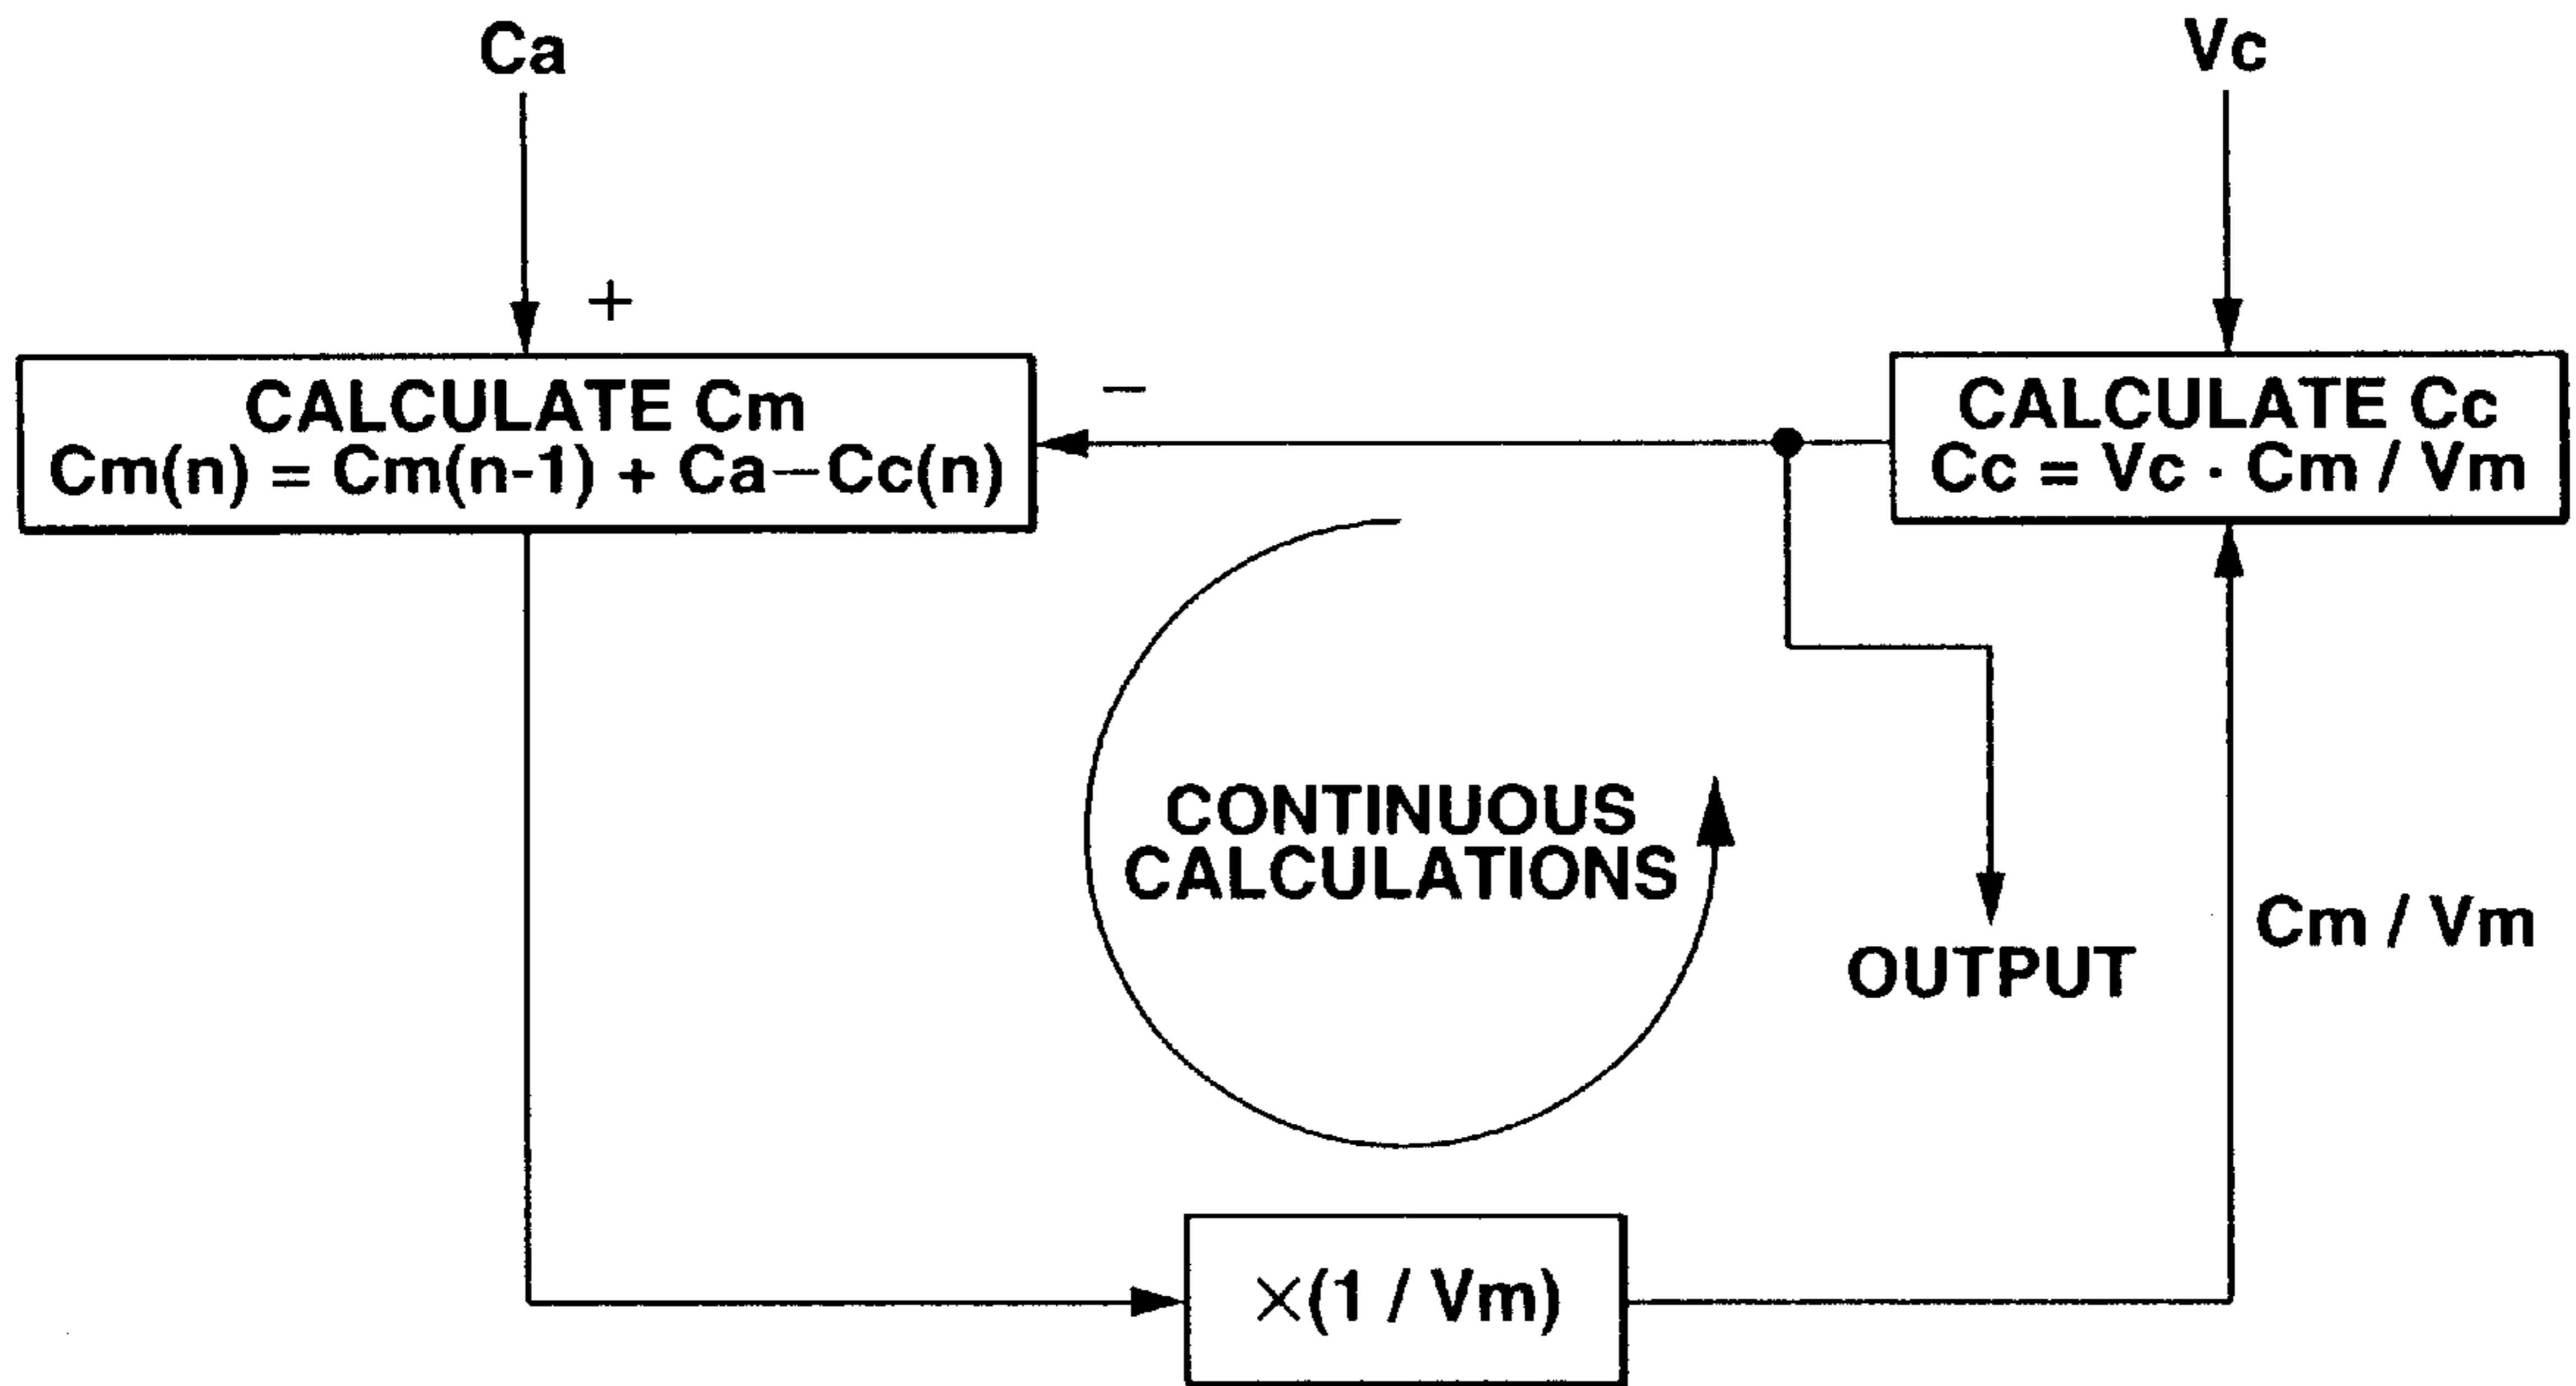 Ca
Vc
+
CALCULATE Cm
Cm(n) = Cm(n-1) + Ca−Cc(n)
−
CALCULATE Cc
Cc = Vc · Cm / Vm
CONTINUOUS
CALCULATIONS
OUTPUT
Cm / Vm
×(1 / Vm)